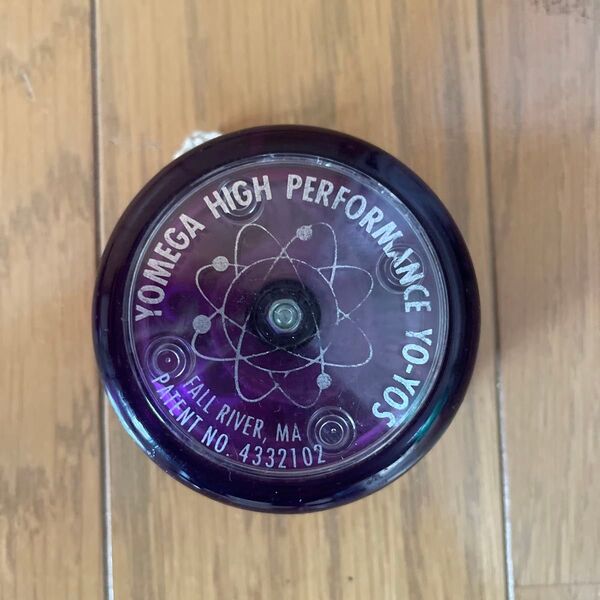 YOMEGA HIGH PERFORMANCE YO-YOS
FALL RIVER, MA
PATENT NO. 4332102